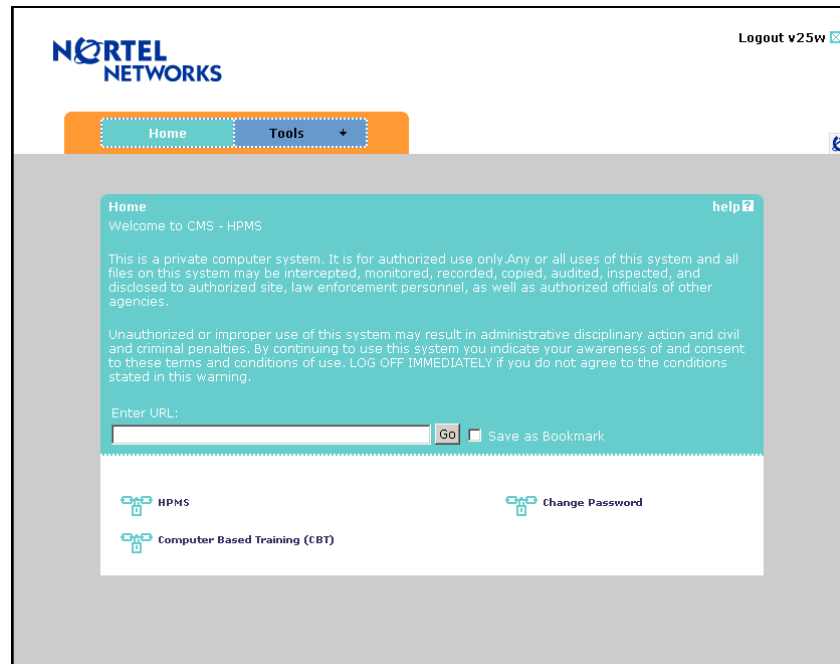 Logout v25w
NORTEL
NETWORKS
Home
Tools
Home
help?
Welcome to CMS - HPMS
This is a private computer system. It is for authorized use only.Any or all uses of this system and all
files on this system may be intercepted, monitored, recorded, copied, audited, inspected, and
disclosed to authorized site, law enforcement personnel, as well as authorized officials of other
agencies.
Unauthorized or improper use of this system may result in administrative disciplinary action and civil
and criminal penalties. By continuing to use this system you indicate your awareness of and consent
to these terms and conditions of use. LOG OFF IMMEDIATELY if you do not agree to the conditions
stated in this warning.
Enter URL:
Go
Save as Bookmark
HPMS
Change Password
Computer Based Training (CBT)